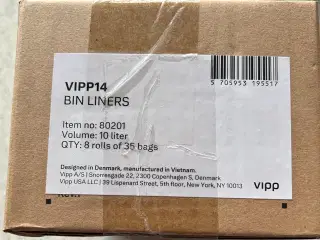 5 705953 195517
VIPP14
BIN LINERS
Item no: 80201
Volume: 10 liter
QTY: 8 rolls of 35 bags
Designed in Denmark, manufactured in Vietnam.
Vipp A/S | Snorresgade 22, 2300 Copenhagen S, Denmark
Vipp USA LLC | 39 Lispenard Street, 5th floor, New York, NY 10013
vipp